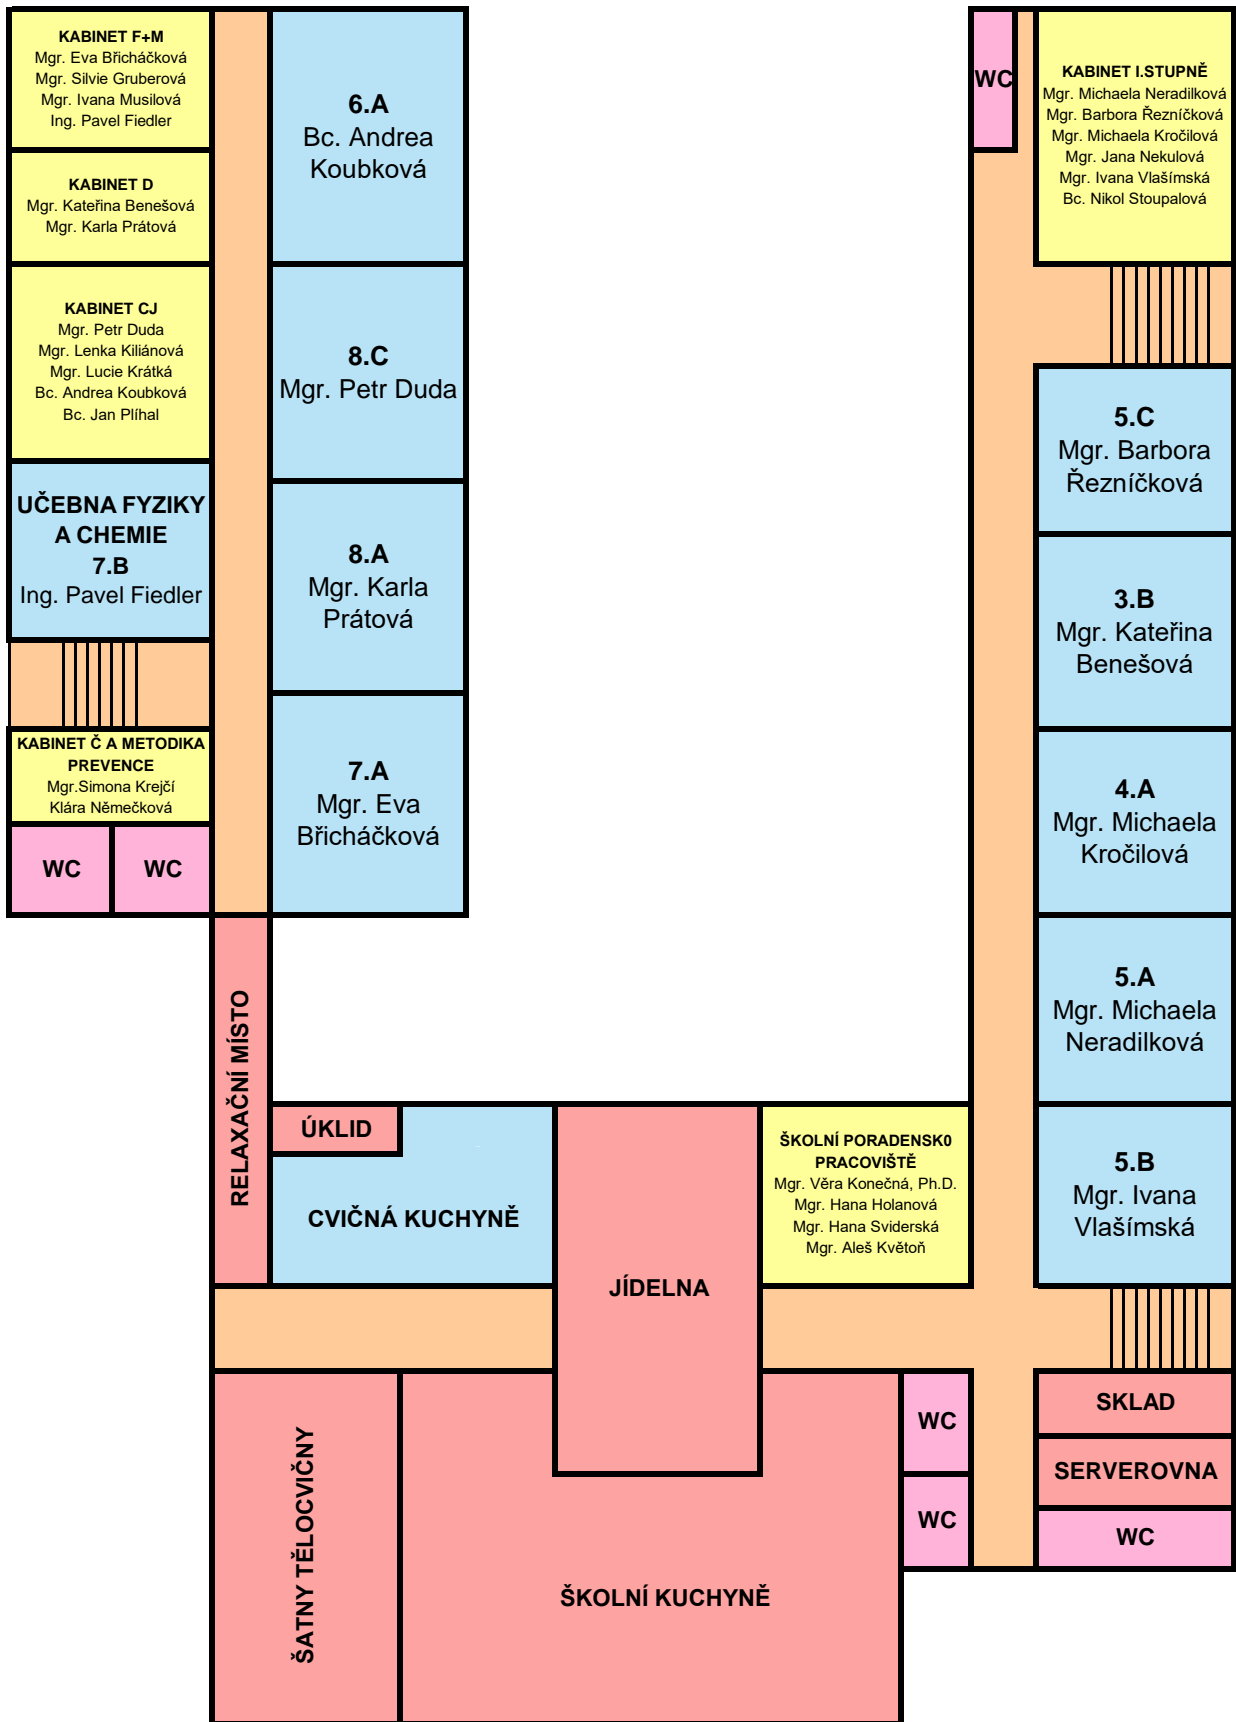 KABINET F+M
Mgr. Eva Břicháčková
Mgr. Silvie Gruberová
Mgr. Ivana Musilová
Ing. Pavel Fiedler
KABINET D
Mgr. Kateřina Benešová
Mgr. Karla Prátová
KABINET CJ
Mgr. Petr Duda
Mgr. Lenka Kiliánová
Mgr. Lucie Krátká
Bc. Andrea Koubková
Bc. Jan Plíhal
UČEBNA FYZIKY
A CHEMIE
7.B
Ing. Pavel Fiedler
KABINET Č A METODIKA
PREVENCE
Mgr.Simona Krejčí
Klára Němečková
WC
WC
6.A
Bc. Andrea
Koubková
8.C
Mgr. Petr Duda
8.A
Mgr. Karla
Prátová
7.A
Mgr. Eva
Břicháčková
RELAXAČNÍ MÍSTO
ÚKLID
CVIČNÁ KUCHYNĚ
JÍDELNA
ŠKOLNÍ PORADENSK0
PRACOVIŠTĚ
Mgr. Věra Konečná, Ph.D.
Mgr. Hana Holanová
Mgr. Hana Sviderská
Mgr. Aleš Květoň
ŠATNY TĚLOCVIČNY
ŠKOLNÍ KUCHYNĚ
WC
WC
WC
KABINET I.STUPNĚ
Mgr. Michaela Neradilková
Mgr. Barbora Řezníčková
Mgr. Michaela Kročilová
Mgr. Jana Nekulová
Mgr. Ivana Vlašímská
Bc. Nikol Stoupalová
5.C
Mgr. Barbora
Řezníčková
3.B
Mgr. Kateřina
Benešová
4.A
Mgr. Michaela
Kročilová
5.A
Mgr. Michaela
Neradilková
5.B
Mgr. Ivana
Vlašímská
SKLAD
SERVEROVNA
WC